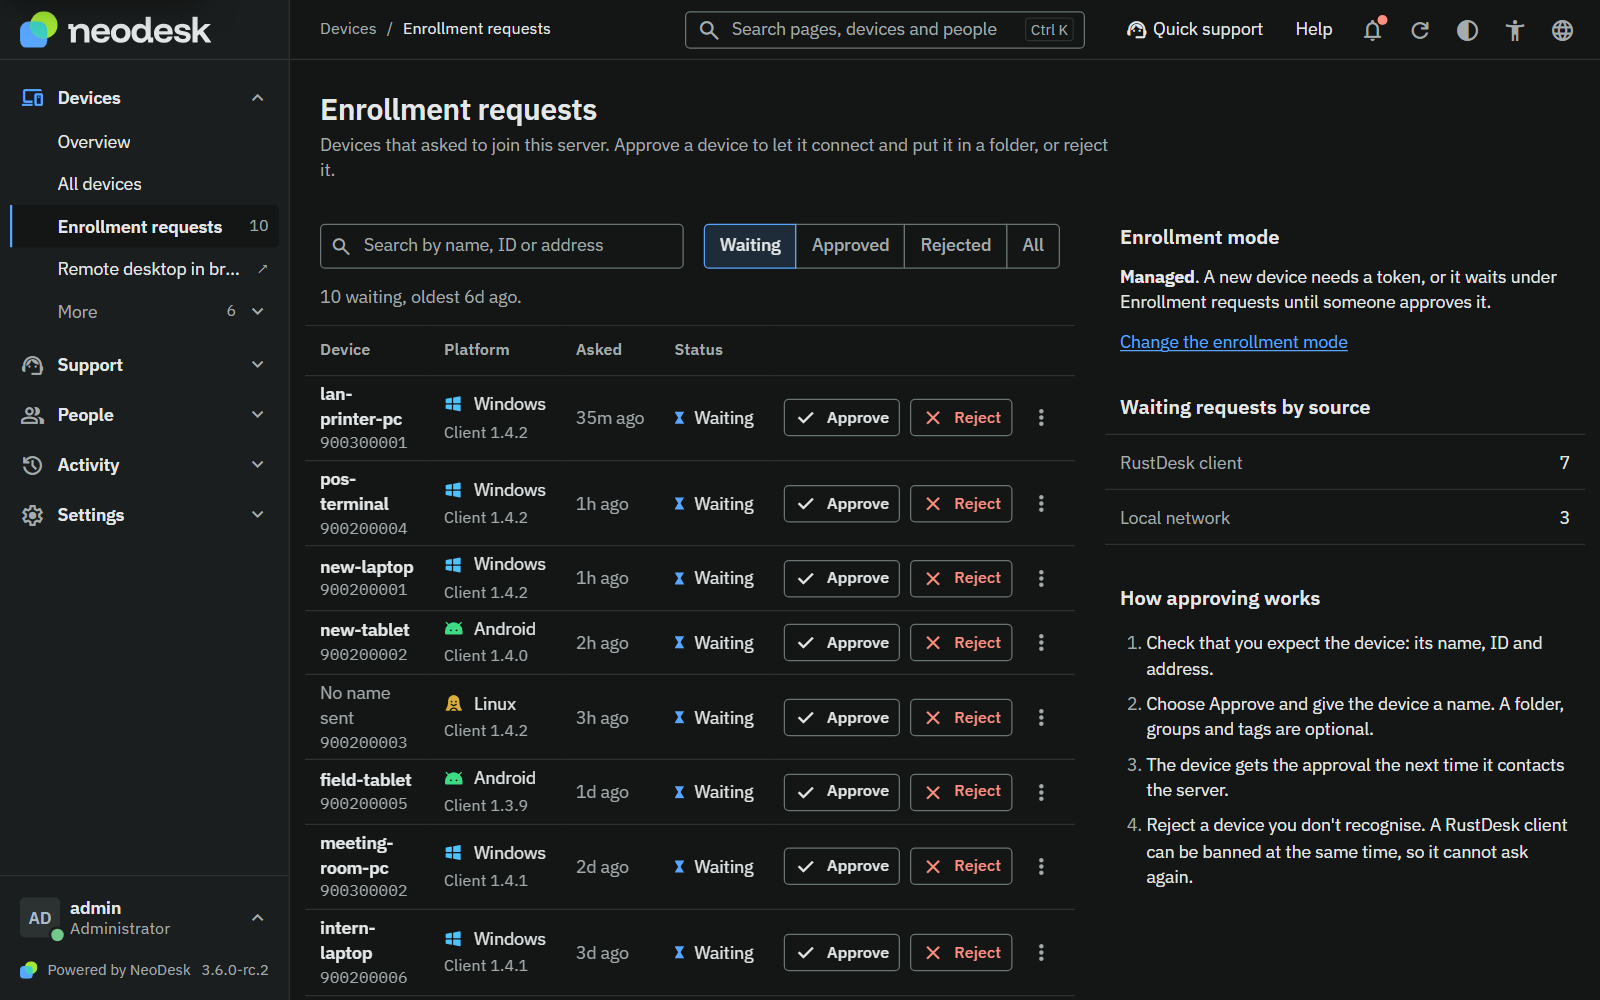 neodesk
Devices / Enrollment requests
Search pages, devices and people Ctrl K
Quick support
Help
Devices
Overview
All devices
Enrollment requests 10
Remote desktop in br...
More 6
Support
People
Activity
Settings
AD
admin
Administrator
Powered by NeoDesk 3.6.0-rc.2
Enrollment requests
Devices that asked to join this server. Approve a device to let it connect and put it in a folder, or reject
it.
Search by name, ID or address
Waiting Approved Rejected All
10 waiting, oldest 6d ago.
Device Platform Asked Status
lan-
printer-pc
900300001
Windows
Client 1.4.2
35m ago
Waiting
Approve
Reject
pos-
terminal
900200004
Windows
Client 1.4.2
1h ago
Waiting
Approve
Reject
new-laptop
900200001
Windows
Client 1.4.2
1h ago
Waiting
Approve
Reject
new-tablet
900200002
Android
Client 1.4.0
2h ago
Waiting
Approve
Reject
No name
sent
900200003
Linux
Client 1.4.2
3h ago
Waiting
Approve
Reject
field-tablet
900200005
Android
Client 1.3.9
1d ago
Waiting
Approve
Reject
meeting-
room-pc
900300002
Windows
Client 1.4.1
2d ago
Waiting
Approve
Reject
intern-
laptop
900200006
Windows
Client 1.4.1
3d ago
Waiting
Approve
Reject
Enrollment mode
Managed. A new device needs a token, or it waits under
Enrollment requests until someone approves it.
Change the enrollment mode
Waiting requests by source
RustDesk client 7
Local network 3
How approving works
1. Check that you expect the device: its name, ID and
address.
2. Choose Approve and give the device a name. A folder,
groups and tags are optional.
3. The device gets the approval the next time it contacts
the server.
4. Reject a device you don't recognise. A RustDesk client
can be banned at the same time, so it cannot ask
again.